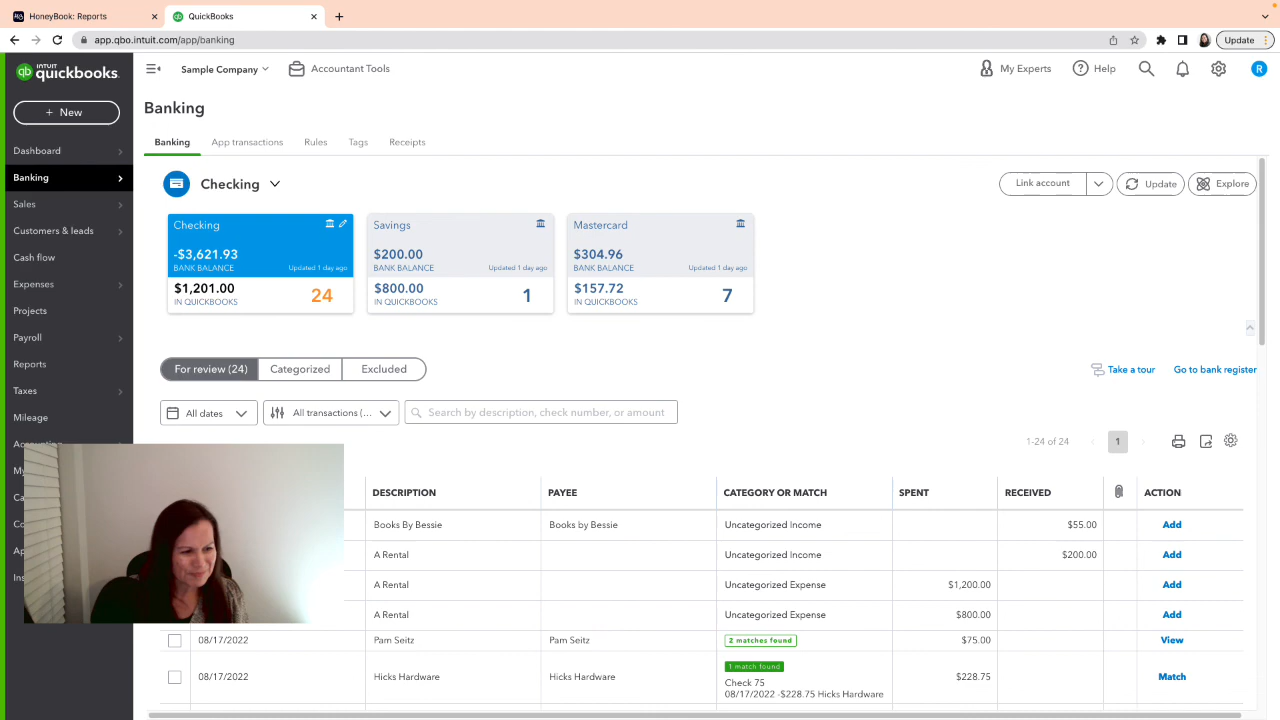 HoneyBook: Reports
QuickBooks
app.qbo.intuit.com/app/banking
Update
qb INTUIT quickbooks.
Sample Company
Accountant Tools
My Experts
Help
R
+ New
Dashboard
Banking
Sales
Customers & leads
Cash flow
Expenses
Projects
Payroll
Reports
Taxes
Mileage
Banking
Banking App transactions Rules Tags Receipts
Checking
Link account
Update
Explore
Checking
-$3,621.93
BANK BALANCE
Updated 1 day ago
$1,201.00
IN QUICKBOOKS
24
Savings
$200.00
BANK BALANCE
Updated 1 day ago
$800.00
IN QUICKBOOKS
1
Mastercard
$304.96
BANK BALANCE
Updated 1 day ago
$157.72
IN QUICKBOOKS
7
For review (24) Categorized Excluded
Take a tour
Go to bank register
All dates
All transactions (...
Search by description, check number, or amount
1-24 of 24
1
DESCRIPTION PAYEE CATEGORY OR MATCH SPENT RECEIVED ACTION
Books By Bessie Books by Bessie Uncategorized Income $55.00 Add
A Rental Uncategorized Income $200.00 Add
A Rental Uncategorized Expense $1,200.00 Add
A Rental Uncategorized Expense $800.00 Add
08/17/2022 Pam Seitz Pam Seitz 2 matches found $75.00 View
08/17/2022 Hicks Hardware Hicks Hardware 1 match found $228.75 Match
Check 75
08/17/2022 -$228.75 Hicks Hardware